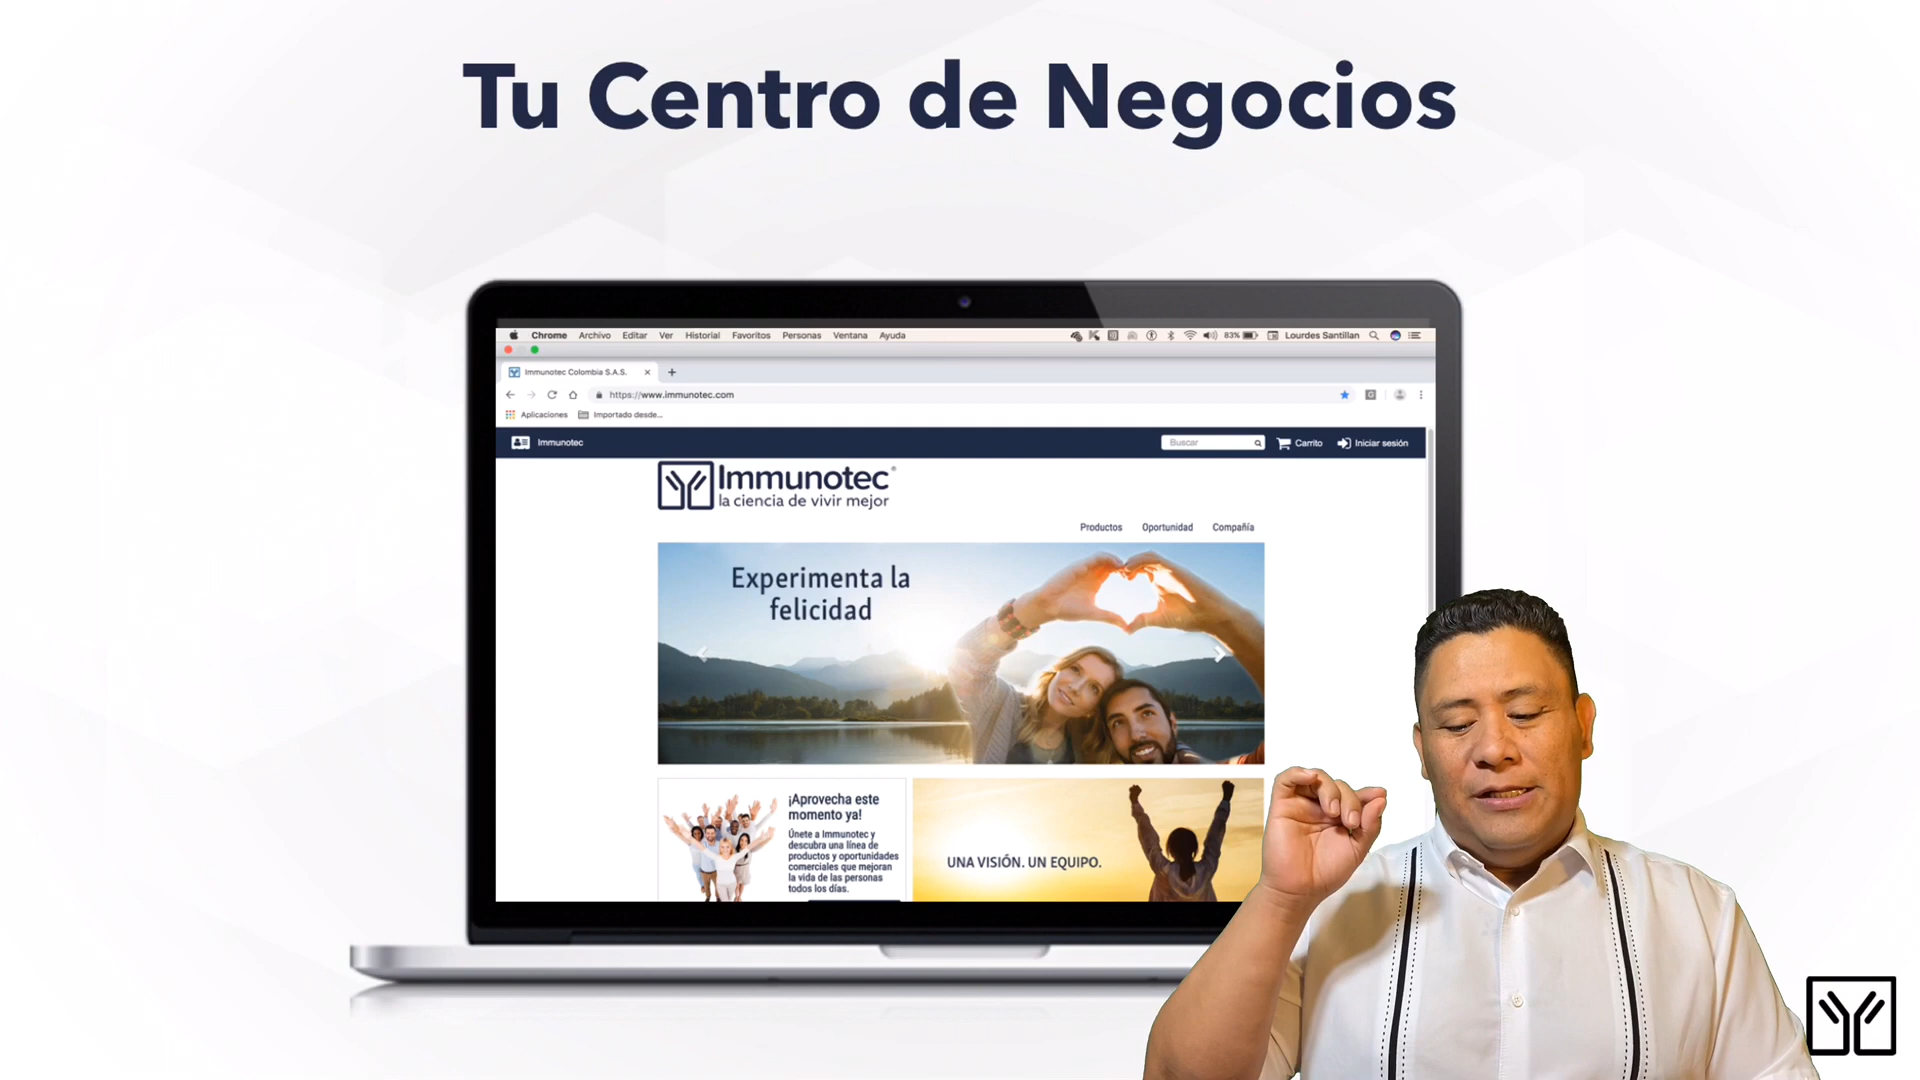 Tu Centro de Negocios
Chrome Archivo Editar Ver Historial Favoritos Personas Ventana Ayuda 83% Lourdes Santillan
Immunotec Colombia S.A.S.
https://www.immunotec.com
Aplicaciones Importado desde...
Immunotec Buscar Carrito Iniciar sesión
Immunotec®
la ciencia de vivir mejor
Productos Oportunidad Compañía
Experimenta la
felicidad
¡Aprovecha este
momento ya!
Únete a Immunotec y
descubra una línea de
productos y oportunidades
comerciales que mejoran
la vida de las personas
todos los días.
UNA VISIÓN. UN EQUIPO.